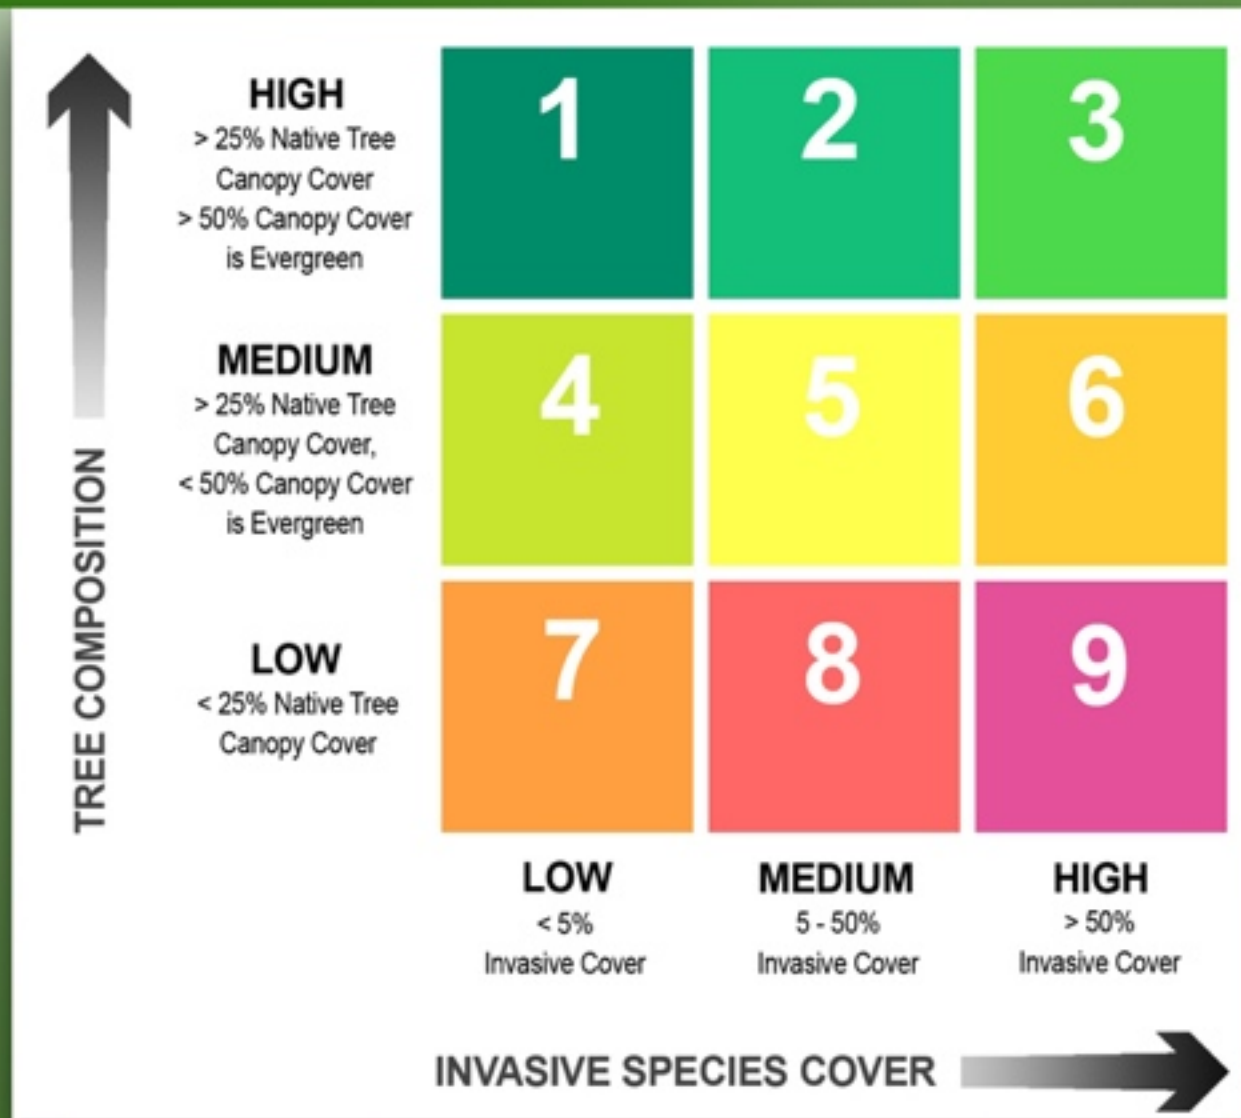 HIGH
> 25% Native Tree
Canopy Cover
> 50% Canopy Cover
is Evergreen
1 2 3
MEDIUM
> 25% Native Tree
Canopy Cover,
< 50% Canopy Cover
is Evergreen
4 5 6
LOW
< 25% Native Tree
Canopy Cover
7 8 9
TREE COMPOSITION
LOW
< 5%
Invasive Cover
MEDIUM
5 - 50%
Invasive Cover
HIGH
> 50%
Invasive Cover
INVASIVE SPECIES COVER